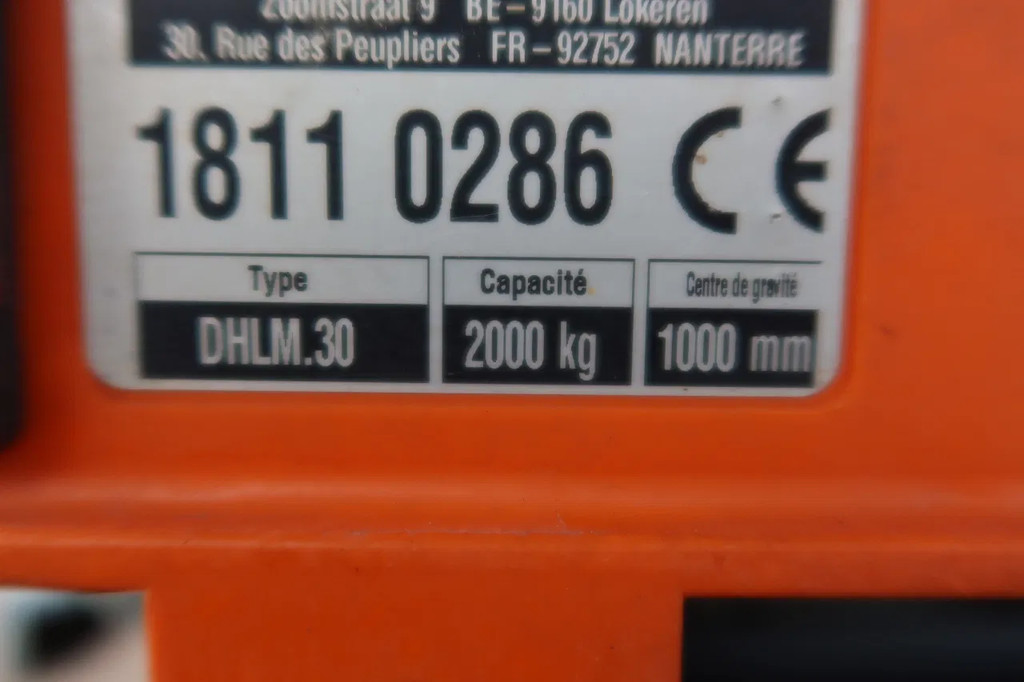 9 BE-9160 Lokeren
30. Rue des Peupliers FR-92752 NANTERRE
1811 0286 CE
Type Capacité Centre de gravité
DHLM.30 2000 kg 1000 mm